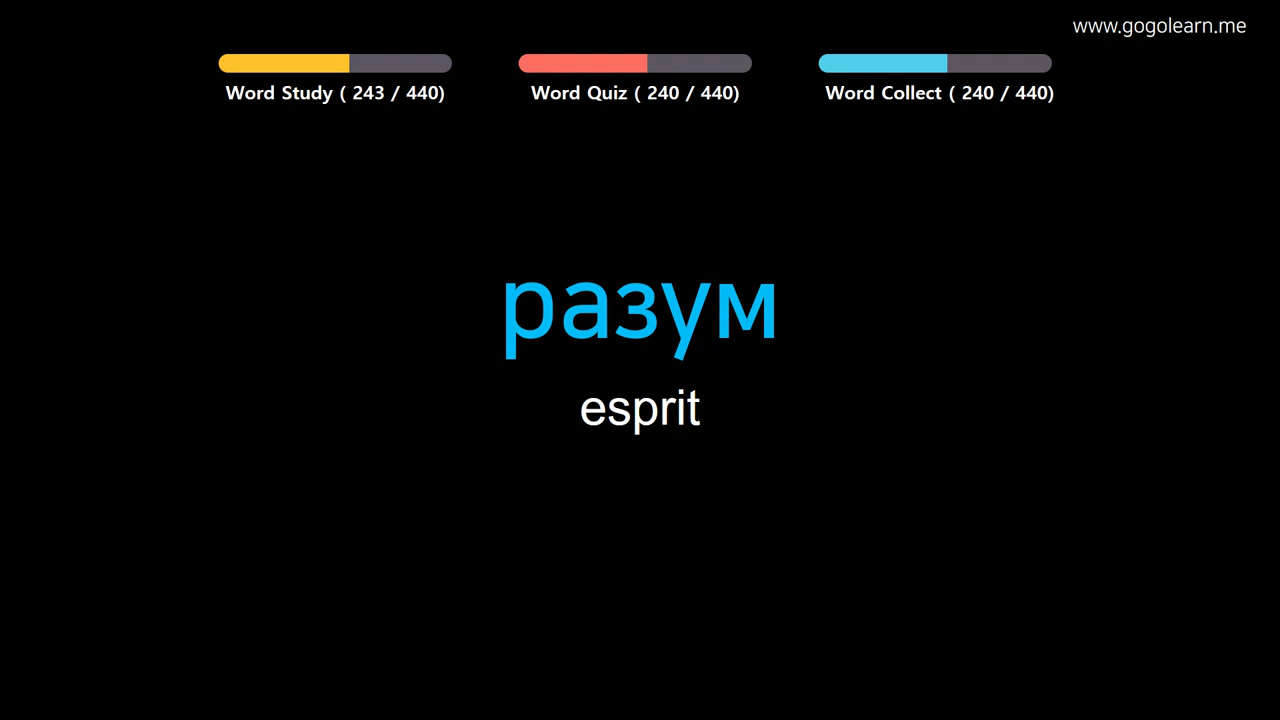 www.gogolearn.me
Word Study ( 243 / 440)
Word Quiz ( 240 / 440)
Word Collect ( 240 / 440)
разум
esprit